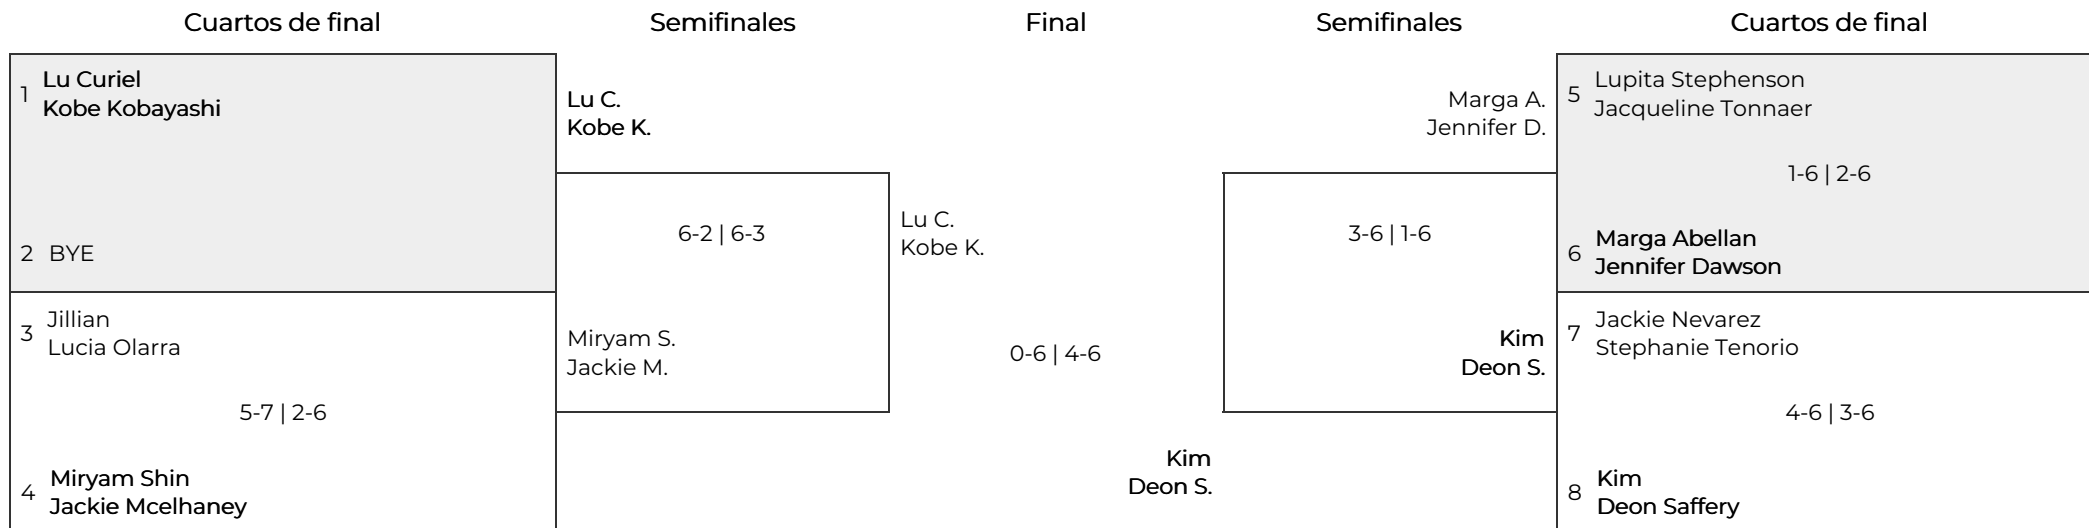 Cuartos de final
Semifinales
Final
Semifinales
Cuartos de final
1 Lu Curiel
Kobe Kobayashi
2 BYE
3 Jillian
Lucia Olarra
5-7 | 2-6
4 Miryam Shin
Jackie Mcelhaney
Lu C.
Kobe K.
6-2 | 6-3
Miryam S.
Jackie M.
Lu C.
Kobe K.
0-6 | 4-6
Kim
Deon S.
Marga A.
Jennifer D.
3-6 | 1-6
Kim
Deon S.
5 Lupita Stephenson
Jacqueline Tonnaer
1-6 | 2-6
6 Marga Abellan
Jennifer Dawson
7 Jackie Nevarez
Stephanie Tenorio
4-6 | 3-6
8 Kim
Deon Saffery